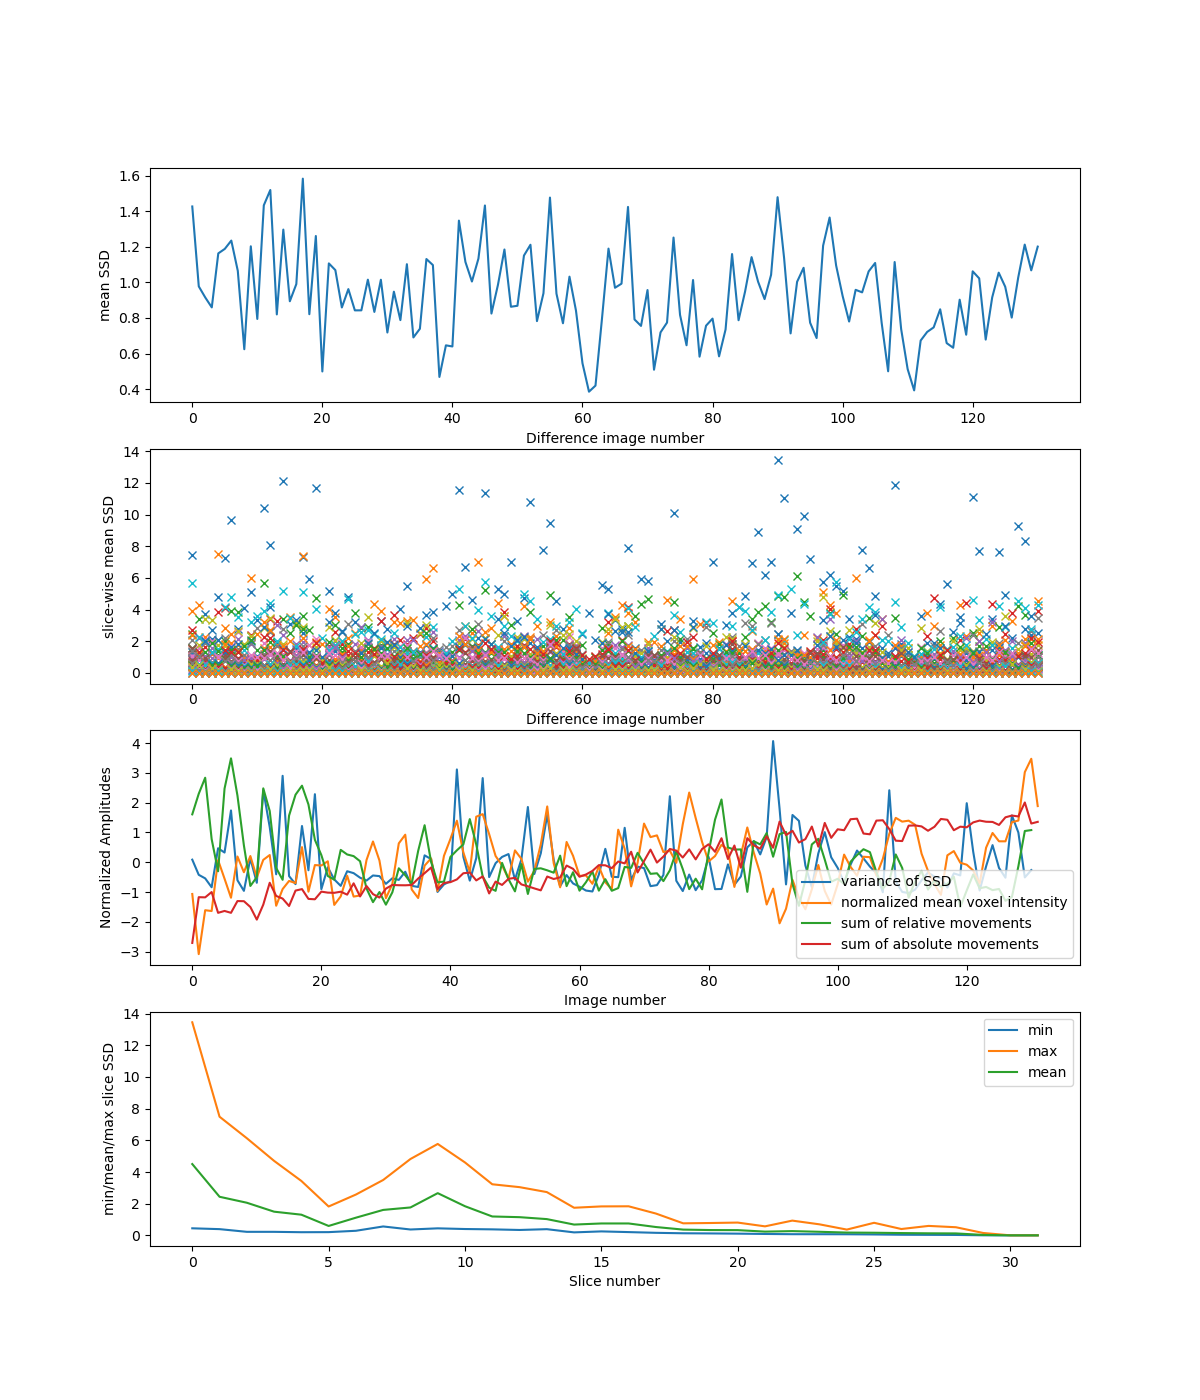 1.6
1.4
1.2
1.0
0.8
0.6
0.4
mean SSD
0 20 40 60 80 100 120
Difference image number
14
12
10
8
6
4
2
0
slice-wise mean SSD
0 20 40 60 80 100 120
Difference image number
4
3
2
1
0
−1
−2
−3
Normalized Amplitudes
variance of SSD
normalized mean voxel intensity
sum of relative movements
sum of absolute movements
0 20 40 60 80 100 120
Image number
14
12
10
8
6
4
2
0
min/mean/max slice SSD
min
max
mean
0 5 10 15 20 25 30
Slice number